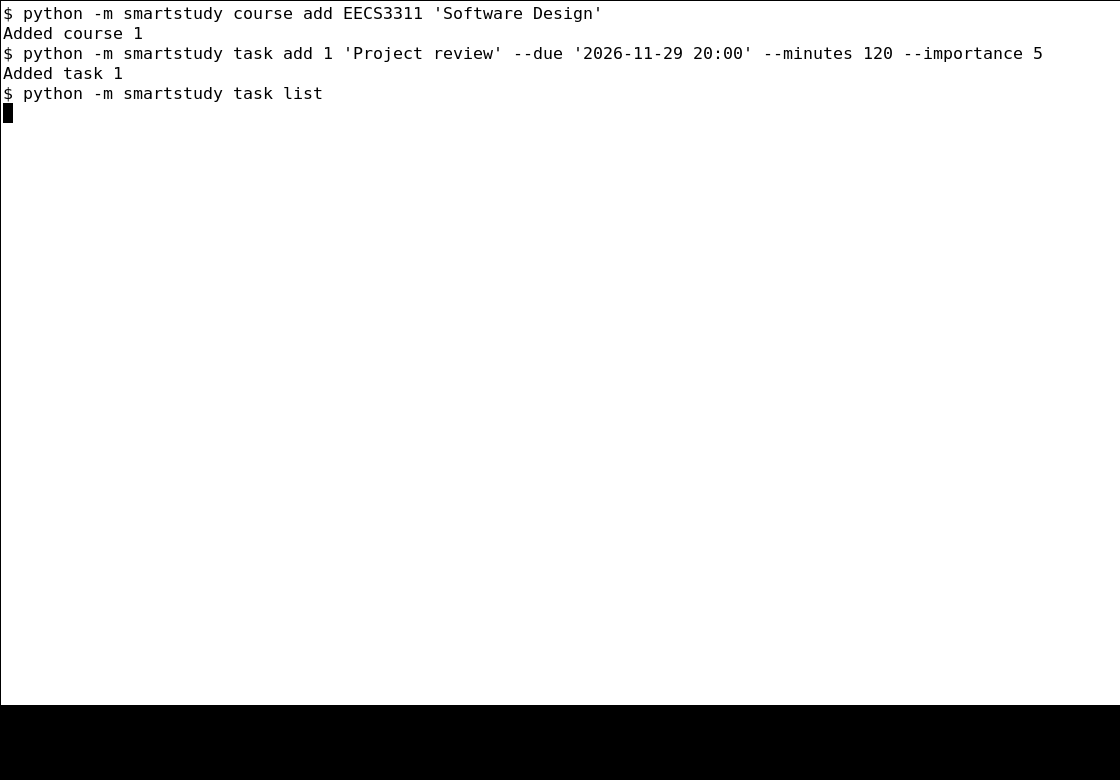 $ python -m smartstudy course add EECS3311 'Software Design'
Added course 1
$ python -m smartstudy task add 1 'Project review' --due '2026-11-29 20:00' --minutes 120 --importance 5
Added task 1
$ python -m smartstudy task list